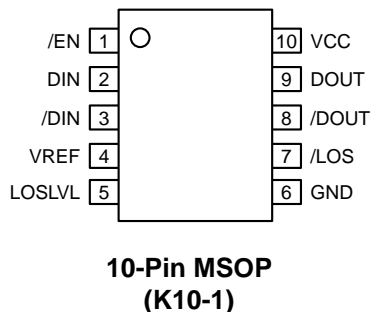 /EN 1 10 VCC
DIN 2 9 DOUT
/DIN 3 8 /DOUT
VREF 4 7 /LOS
LOSLVL 5 6 GND
10-Pin MSOP
(K10-1)